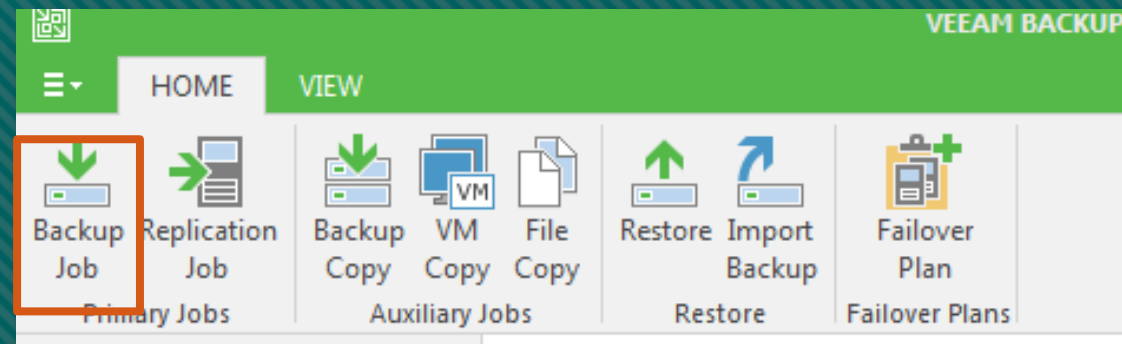 VEEAM BACKUP
HOME VIEW
VM
Backup Job
Replication Job
Backup Copy
VM Copy
File Copy
Restore
Import Backup
Failover Plan
Primary Jobs
Auxiliary Jobs
Restore
Failover Plans